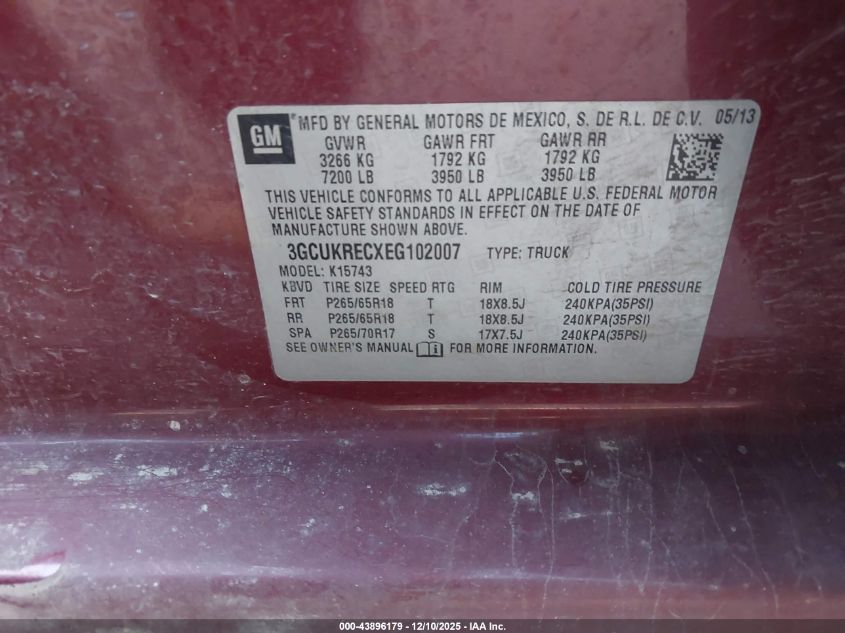 GM *MFD BY GENERAL MOTORS DE MEXICO, S. DE R.L. DE C.V. 05/13
GVWR GAWR FRT GAWR RR
3266 KG 1792 KG 1792 KG
7200 LB 3950 LB 3950 LB
THIS VEHICLE CONFORMS TO ALL APPLICABLE U.S. FEDERAL MOTOR
VEHICLE SAFETY STANDARDS IN EFFECT ON THE DATE OF
MANUFACTURE SHOWN ABOVE.
3GCUKRECXEG102007 TYPE: TRUCK
MODEL: K15743
KBVD TIRE SIZE SPEED RTG RIM COLD TIRE PRESSURE
FRT P265/65R18 T 18X8.5J 240KPA(35PSI)
RR P265/65R18 T 18X8.5J 240KPA(35PSI)
SPA P265/70R17 S 17X7.5J 240KPA(35PSI)
SEE OWNER'S MANUAL FOR MORE INFORMATION.
000-43896179 — 12/10/2025 — IAA Inc.